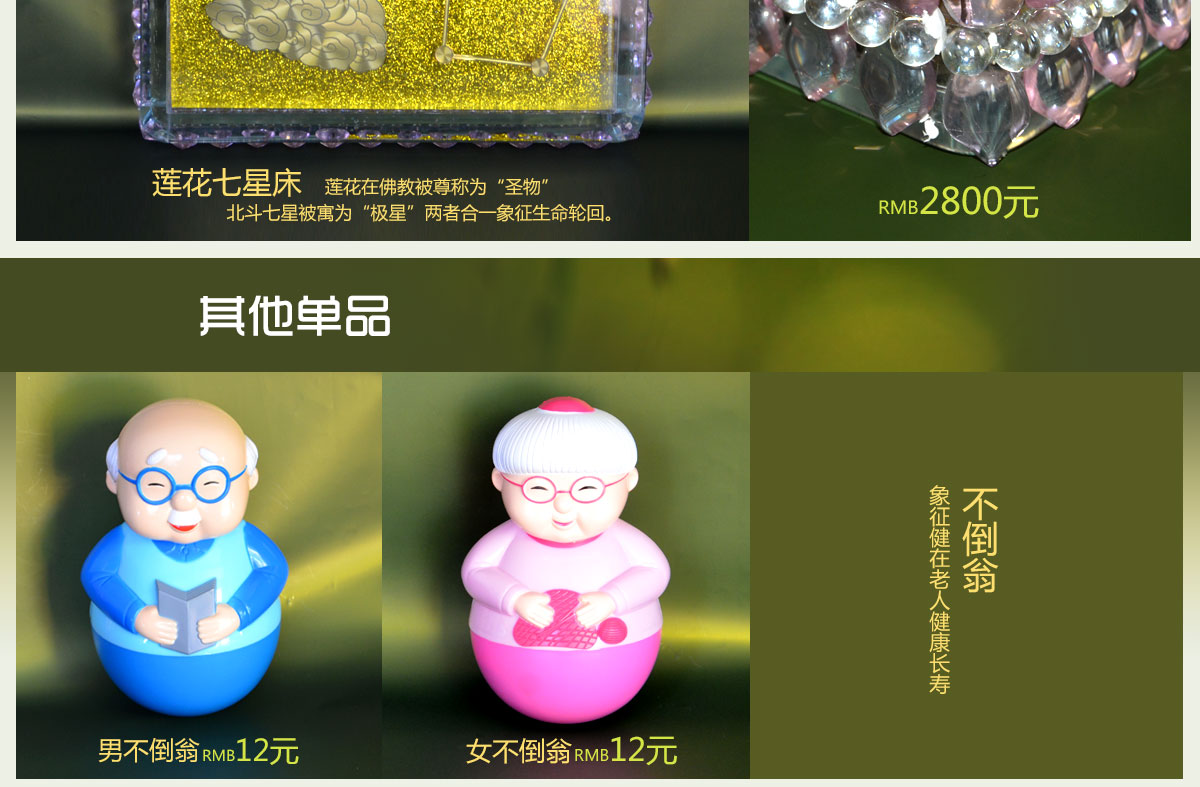 莲花七星床 莲花在佛教被尊称为“圣物”
北斗七星被寓为“极星”两者合一象征生命轮回。
RMB2800元
其他单品
男不倒翁RMB12元
女不倒翁RMB12元
不倒翁
象征健在老人健康长寿